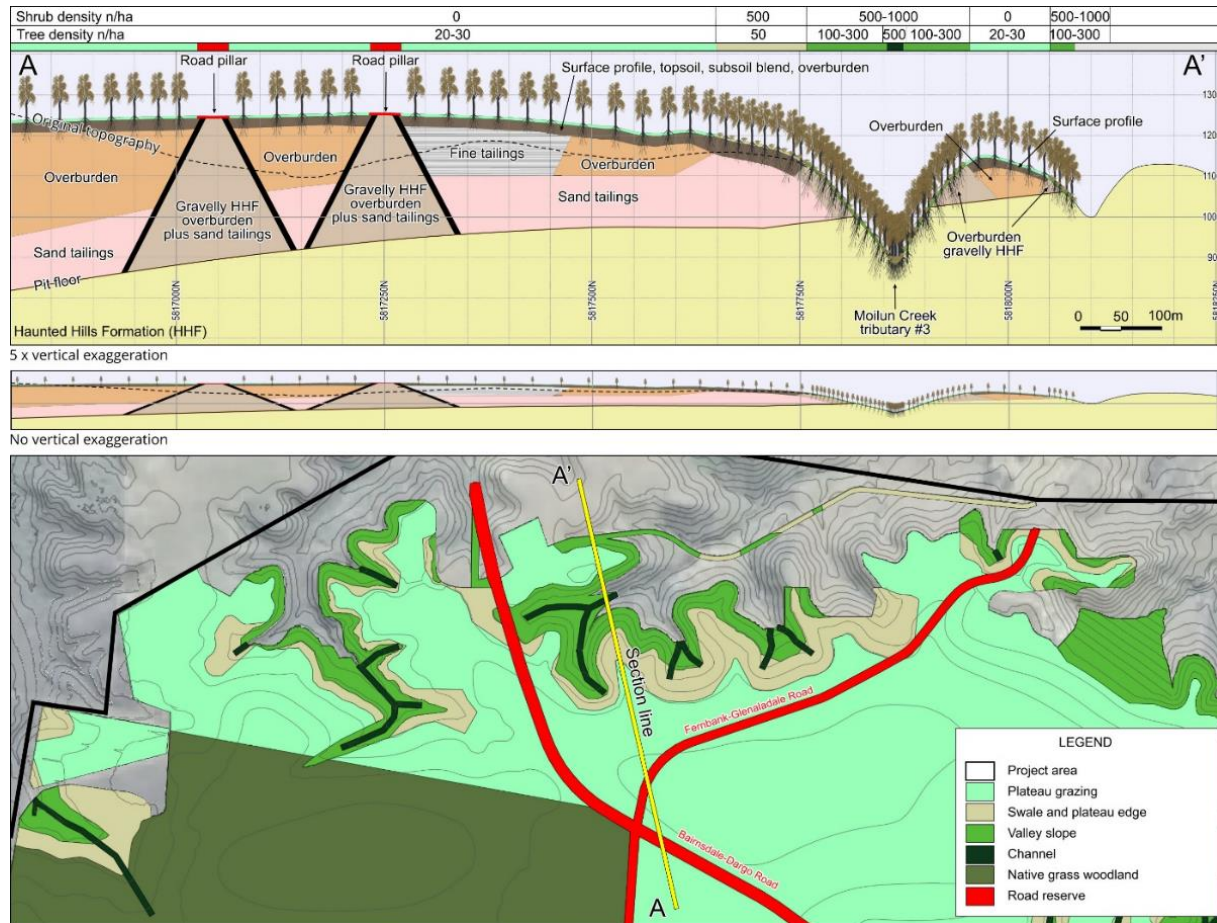 Shrub density n/ha 0 500 500-1000 0 500-1000
Tree density n/ha 20-30 50 100-300 500 100-300 20-30 100-300
A
Road pillar
Road pillar
Surface profile, topsoil, subsoil blend, overburden
A'
130
Original topography
120
Overburden
Surface profile
Overburden
Fine tailings
Overburden
Overburden
110
Gravelly HHF
overburden
plus sand tailings
Gravelly HHF
overburden
plus sand tailings
Sand tailings
100
Sand tailings
Overburden
gravelly HHF
Pit-floor
90
5817000N
5817250N
5817500N
5817750N
5818000N
Haunted Hills Formation (HHF)
Moilun Creek
tributary #3
0 50 100m
5 x vertical exaggeration
No vertical exaggeration
A'
Section line
Fernbank-Glenaladale Road
Bairnsdale-Dargo Road
A
LEGEND
Project area
Plateau grazing
Swale and plateau edge
Valley slope
Channel
Native grass woodland
Road reserve